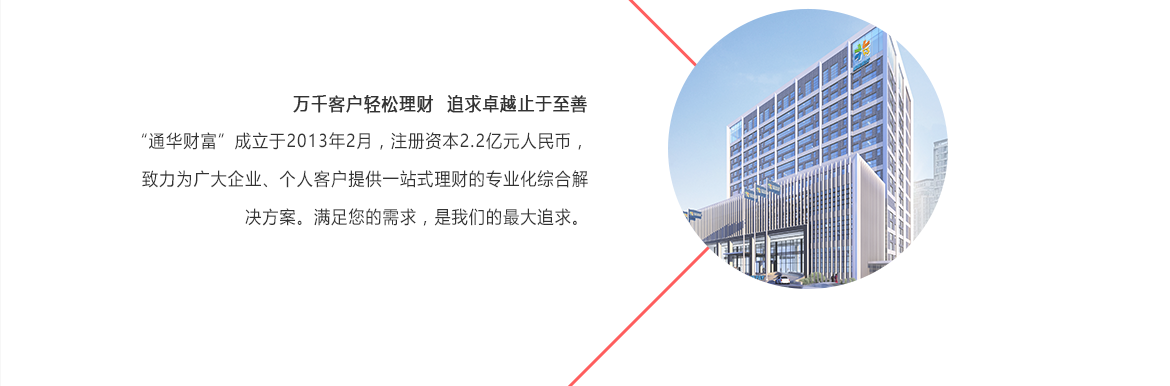 万千客户轻松理财 追求卓越止于至善
“通华财富”成立于2013年2月，注册资本2.2亿元人民币，
致力为广大企业、个人客户提供一站式理财的专业化综合解
决方案。满足您的需求，是我们的最大追求。